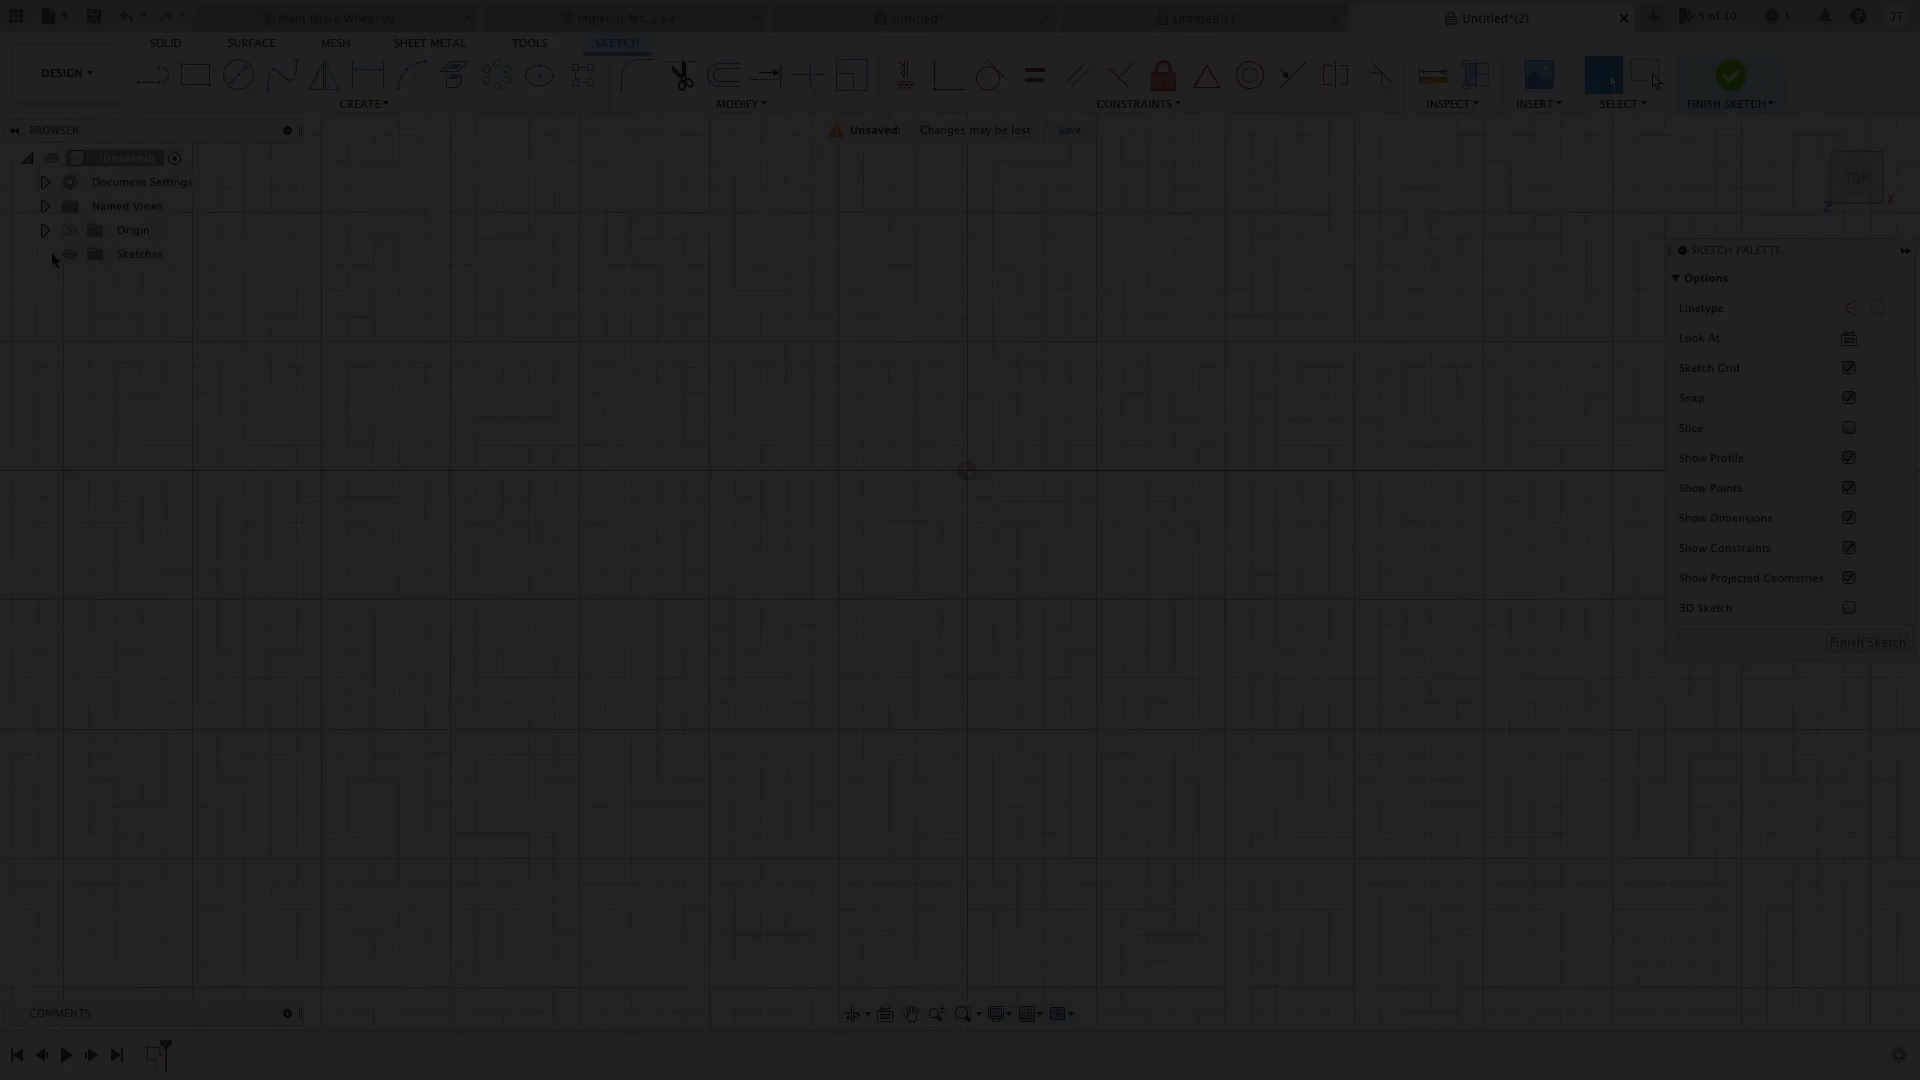 Main Drive Wheel v6*
Impeller Mk.2 v4*
Untitled*
Untitled*(1)
Untitled*(2)
5 of 10
1
JT
DESIGN
SOLID
SURFACE
MESH
SHEET METAL
TOOLS
SKETCH
CREATE
MODIFY
CONSTRAINTS
INSPECT
INSERT
SELECT
FINISH SKETCH
BROWSER
Unsaved: Changes may be lost Save
(Unsaved)
Document Settings
Named Views
Origin
Sketches
TOP
Z
X
SKETCH PALETTE
Options
Linetype
Look At
Sketch Grid
Snap
Slice
Show Profile
Show Points
Show Dimensions
Show Constraints
Show Projected Geometries
3D Sketch
Finish Sketch
COMMENTS